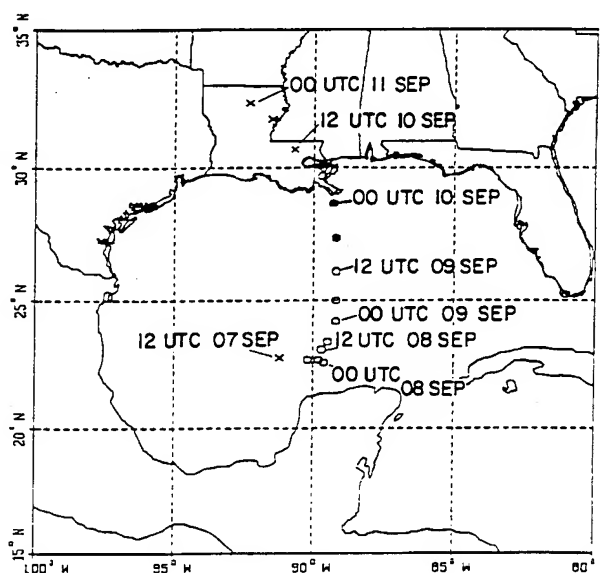 35° N
00 UTC 11 SEP
12 UTC 10 SEP
30° N
00 UTC 10 SEP
12 UTC 09 SEP
25° N
00 UTC 09 SEP
12 UTC 07 SEP
12 UTC 08 SEP
00 UTC
08 SEP
20° N
15° N
100° W
95° W
90° W
85° W
80° W